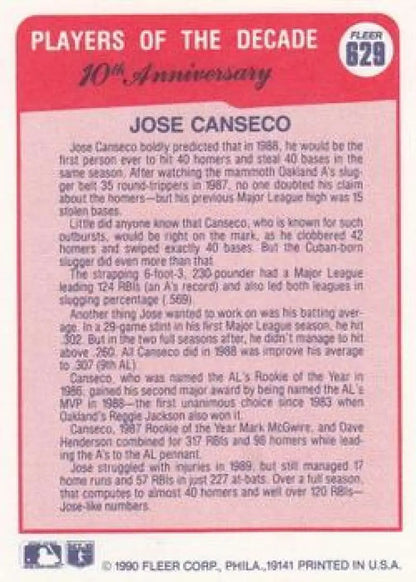 PLAYERS OF THE DECADE
10th Anniversary
FLEER
629
JOSE CANSECO
Jose Canseco boldly predicted that in 1988, he would be the
first person ever to hit 40 homers and steal 40 bases in the
same season. After watching the mammoth Oakland A's slug-
ger belt 35 round-trippers in 1987, no one doubted his claim
about the homers—but his previous Major League high was 15
stolen bases.
Little did anyone know that Canseco, who is known for such
outbursts, would be right on the mark, as he clobbered 42
homers and swiped exactly 40 bases. But the Cuban-born
slugger did even more than that
The strapping 6-foot-3, 230-pounder had a Major League
leading 124 RBIs (an A's record) and also led both leagues in
slugging percentage (.569).
Another thing Jose wanted to work on was his batting aver-
age. In a 29-game stint in his first Major League season, he hit
.302. But in the two full seasons after, he didn't manage to hit
above .260. All Canseco did in 1988 was improve his average
to .307 (9th AL).
Canseco, who was named the AL's Rookie of the Year in
1986, gained his second major award by being named the AL's
MVP in 1988—the first unanimous choice since 1983 when
Oakland's Reggie Jackson also won it.
Canseco, 1987 Rookie of the Year Mark McGwire, and Dave
Henderson combined for 317 RBIs and 98 homers while lead-
ing the A's to the AL pennant.
Jose struggled with injuries in 1989, but still managed 17
home runs and 57 RBIs in just 227 at-bats. Over a full season,
that computes to almost 40 homers and well over 120 RBIs—
Jose-like numbers.
© 1990 FLEER CORP., PHILA., 19141 PRINTED IN U.S.A.